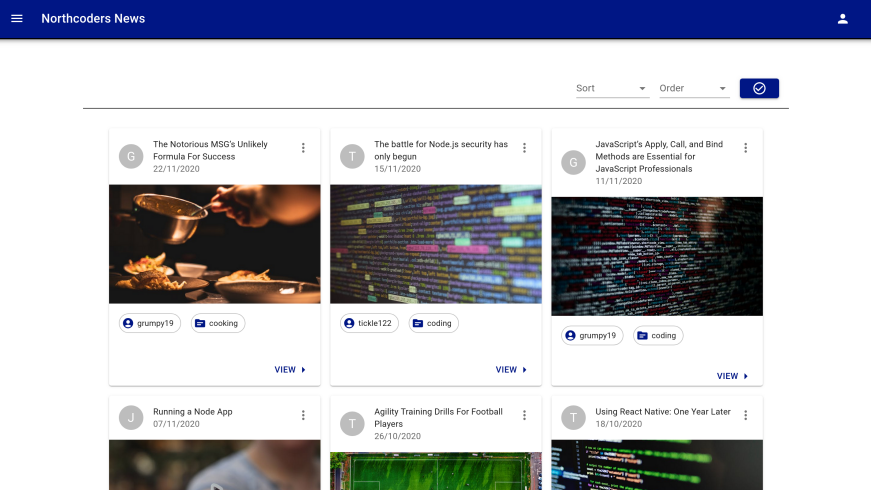 Northcoders News
Sort
Order
G
The Notorious MSG's Unlikely
Formula For Success
22/11/2020
grumpy19
cooking
VIEW
T
The battle for Node.js security has
only begun
15/11/2020
tickle122
coding
VIEW
G
JavaScript's Apply, Call, and Bind
Methods are Essential for
JavaScript Professionals
11/11/2020
grumpy19
coding
VIEW
J
Running a Node App
07/11/2020
T
Agility Training Drills For Football
Players
26/10/2020
T
Using React Native: One Year Later
18/10/2020